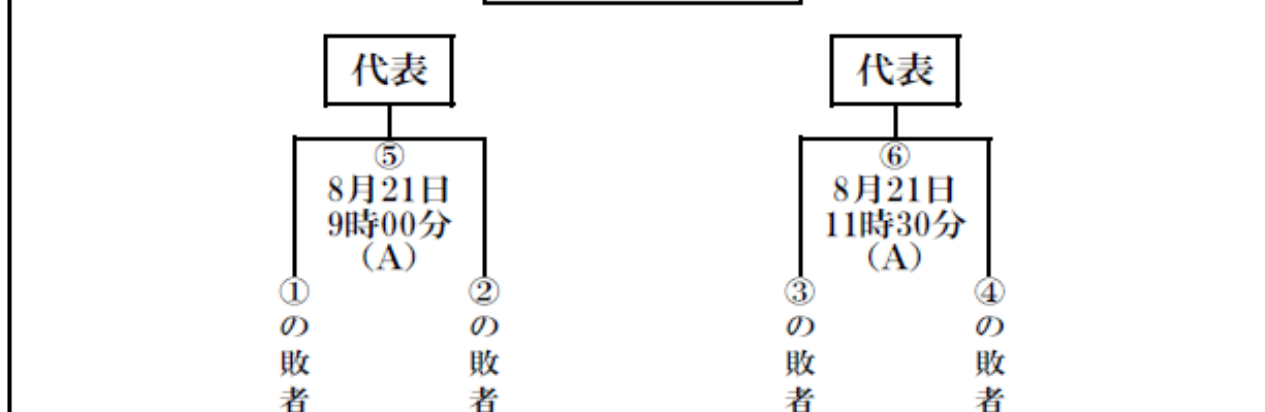 代表
⑤
8月21日
9時00分
（A）
①の敗者
②の敗者
代表
⑥
8月21日
11時30分
（A）
③の敗者
④の敗者